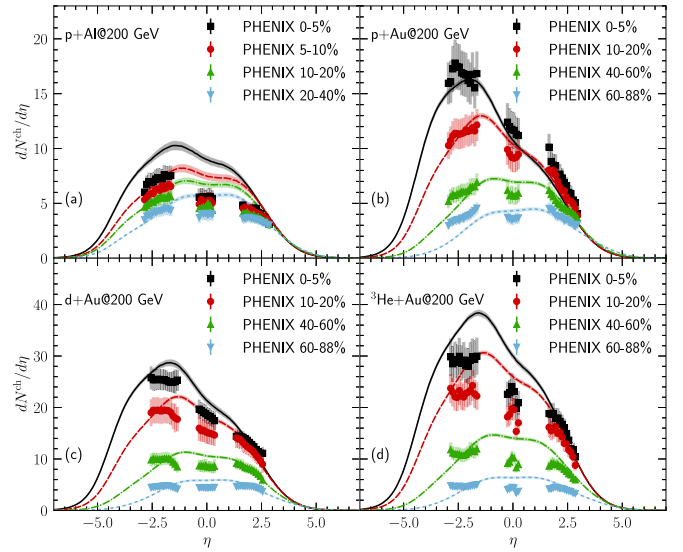 p+Al@200 GeV
PHENIX 0-5%
PHENIX 5-10%
PHENIX 10-20%
PHENIX 20-40%
(a)
dN^ch/dη
20
15
10
5
0
p+Au@200 GeV
PHENIX 0-5%
PHENIX 10-20%
PHENIX 40-60%
PHENIX 60-88%
(b)
d+Au@200 GeV
PHENIX 0-5%
PHENIX 10-20%
PHENIX 40-60%
PHENIX 60-88%
(c)
dN^ch/dη
40
30
20
10
0
−5.0 −2.5 0.0 2.5 5.0
η
³He+Au@200 GeV
PHENIX 0-5%
PHENIX 10-20%
PHENIX 40-60%
PHENIX 60-88%
(d)
−5.0 −2.5 0.0 2.5 5.0
η